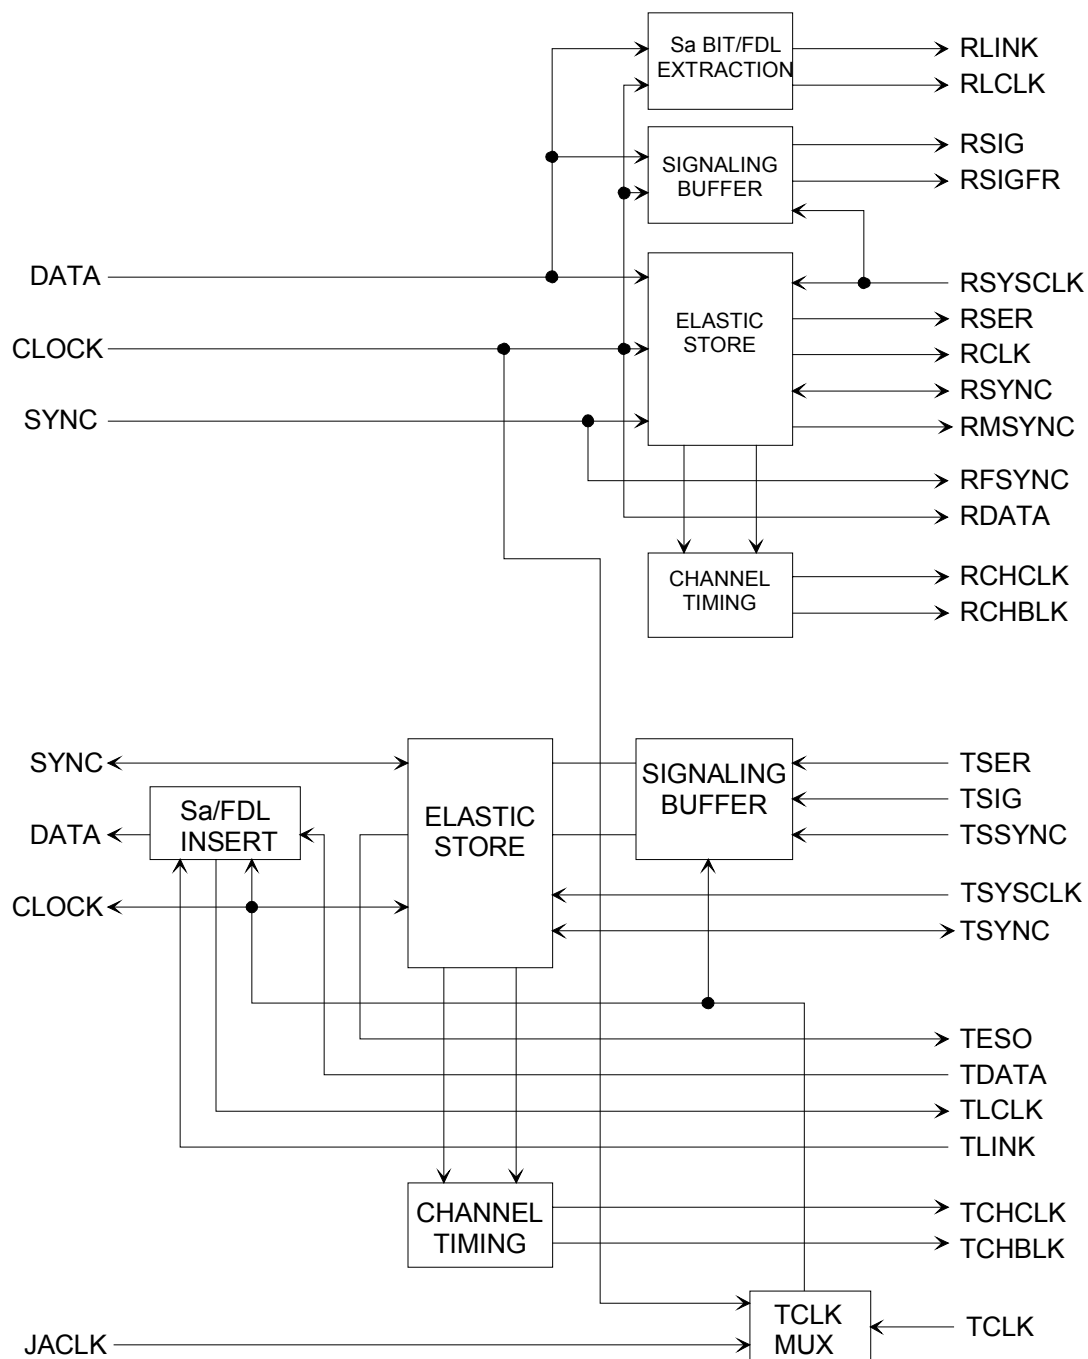 Sa BIT/FDL
EXTRACTION
RLINK
RLCLK
SIGNALING
BUFFER
RSIG
RSIGFR
DATA
CLOCK
SYNC
ELASTIC
STORE
RSYSCLK
RSER
RCLK
RSYNC
RMSYNC
RFSYNC
RDATA
CHANNEL
TIMING
RCHCLK
RCHBLK
SYNC
DATA
CLOCK
Sa/FDL
INSERT
ELASTIC
STORE
SIGNALING
BUFFER
TSER
TSIG
TSSYNC
TSYSCLK
TSYNC
TESO
TDATA
TLCLK
TLINK
CHANNEL
TIMING
TCHCLK
TCHBLK
JACLK
TCLK
MUX
TCLK